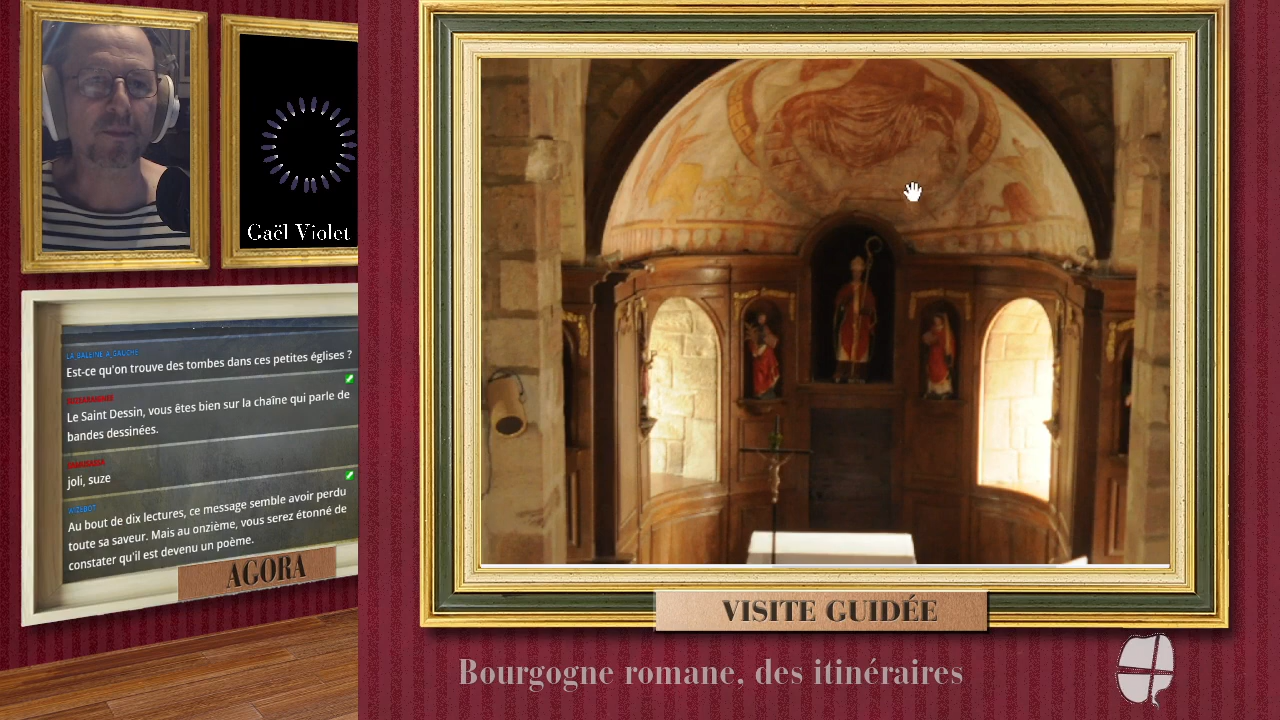 Gaël Violet
LA BALEINE A GAUCHE
Est-ce qu'on trouve des tombes dans ces petites églises ?
Le Saint Dessin, vous êtes bien sur la chaîne qui parle de
bandes dessinées.
joli, suze
Au bout de dix lectures, ce message semble avoir perdu
toute sa saveur. Mais au onzième, vous serez étonné de
constater qu'il est devenu un poème.
AGORA
VISITE GUIDÉE
Bourgogne romane, des itinéraires